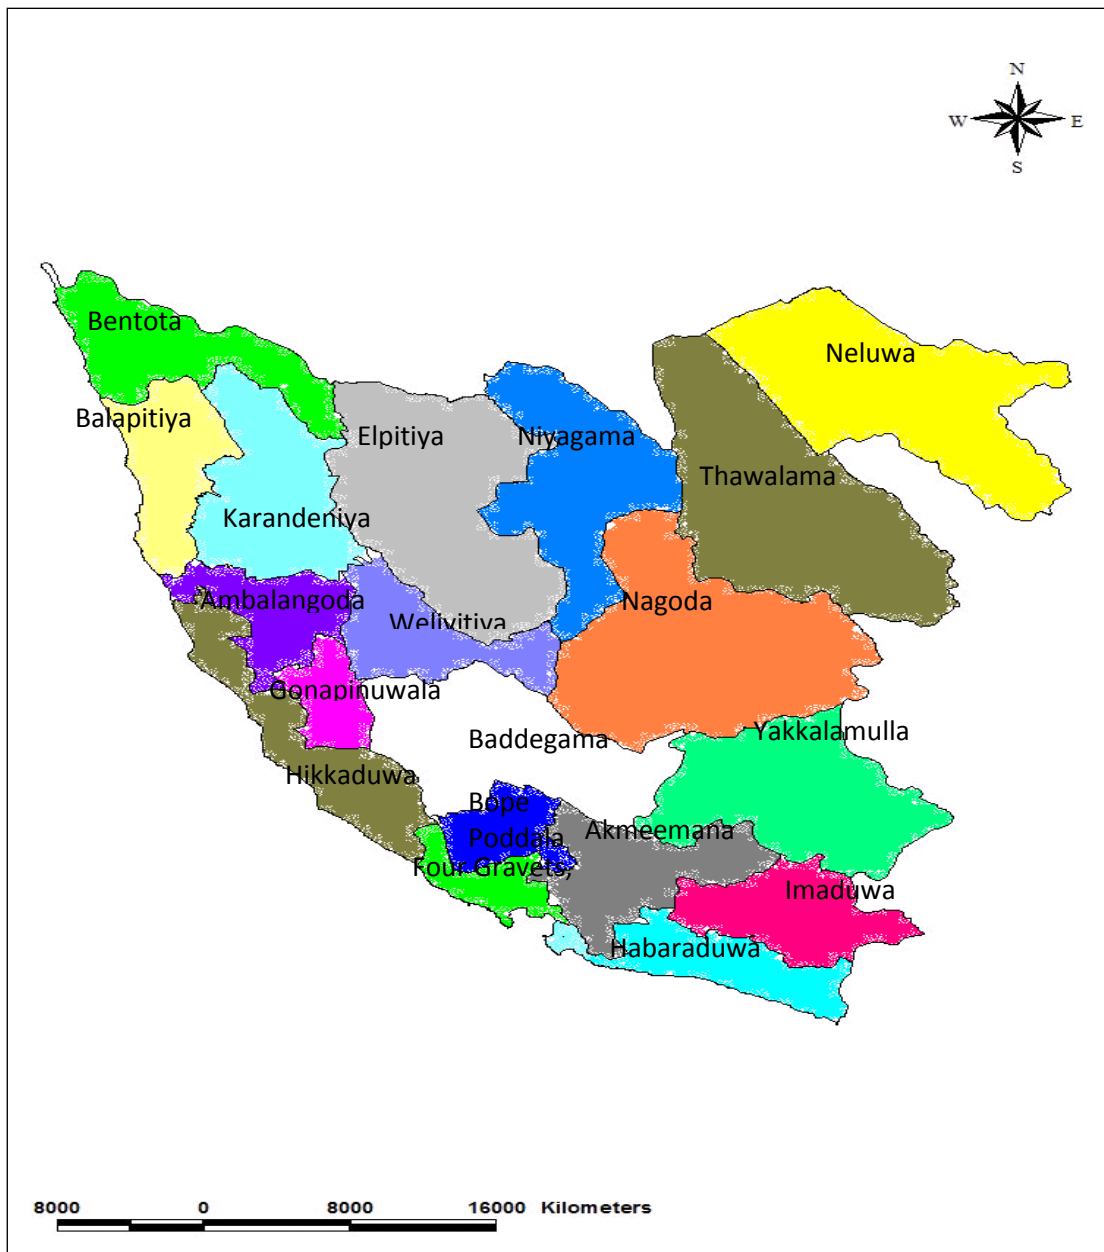 N
W E
S
Bentota
Neluwa
Balapitiya
Elpitiya
Niyagama
Thawalama
Karandeniya
Ambalangoda
Nagoda
Welivitiya
Gonapinuwala
Yakkalamulla
Baddegama
Hikkaduwa
Bope
Poddala
Akmeemana
Four Gravets,
Imaduwa
Habaraduwa
8000 0 8000 16000 Kilometers